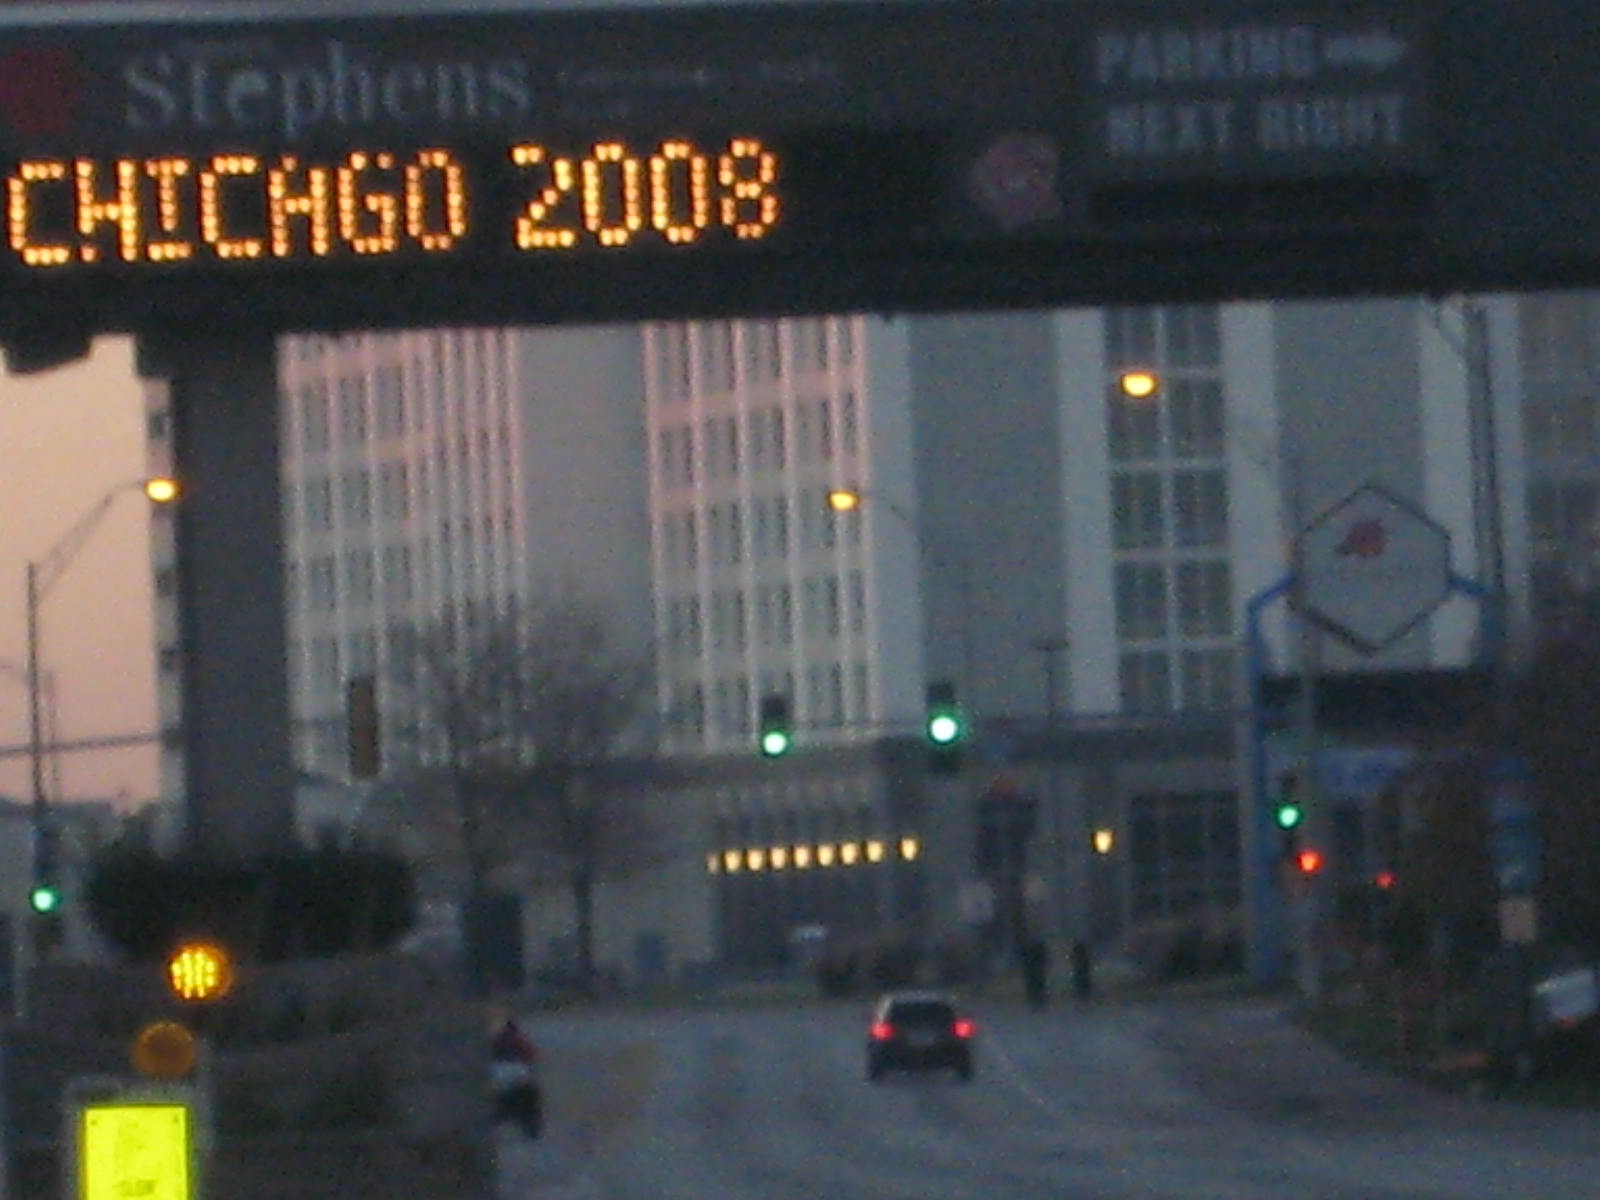 Stephens
PARKING
NEXT RIGHT
CHICAGO 2008